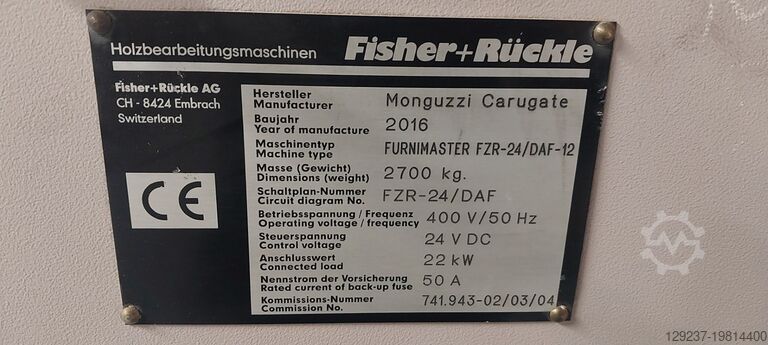 Holzbearbeitungsmaschinen Fisher+Rückle
Fisher+Rückle AG
CH - 8424 Embrach
Switzerland
CE
Hersteller
Manufacturer
Monguzzi Carugate
Baujahr
Year of manufacture
2016
Maschinentyp
Machine type
FURNIMASTER FZR-24/DAF-12
Masse (Gewicht)
Dimensions (weight)
2700 kg.
Schaltplan-Nummer
Circuit diagram No.
FZR-24/DAF
Betriebsspannung / Frequenz
Operating voltage / frequency
400 V/50 Hz
Steuerspannung
Control voltage
24 V DC
Anschlusswert
Connected load
22 kW
Nennstrom der Vorsicherung
Rated current of back-up fuse
50 A
Kommissions-Nummer
Commission No.
741.943-02/03/04
129237-19814400